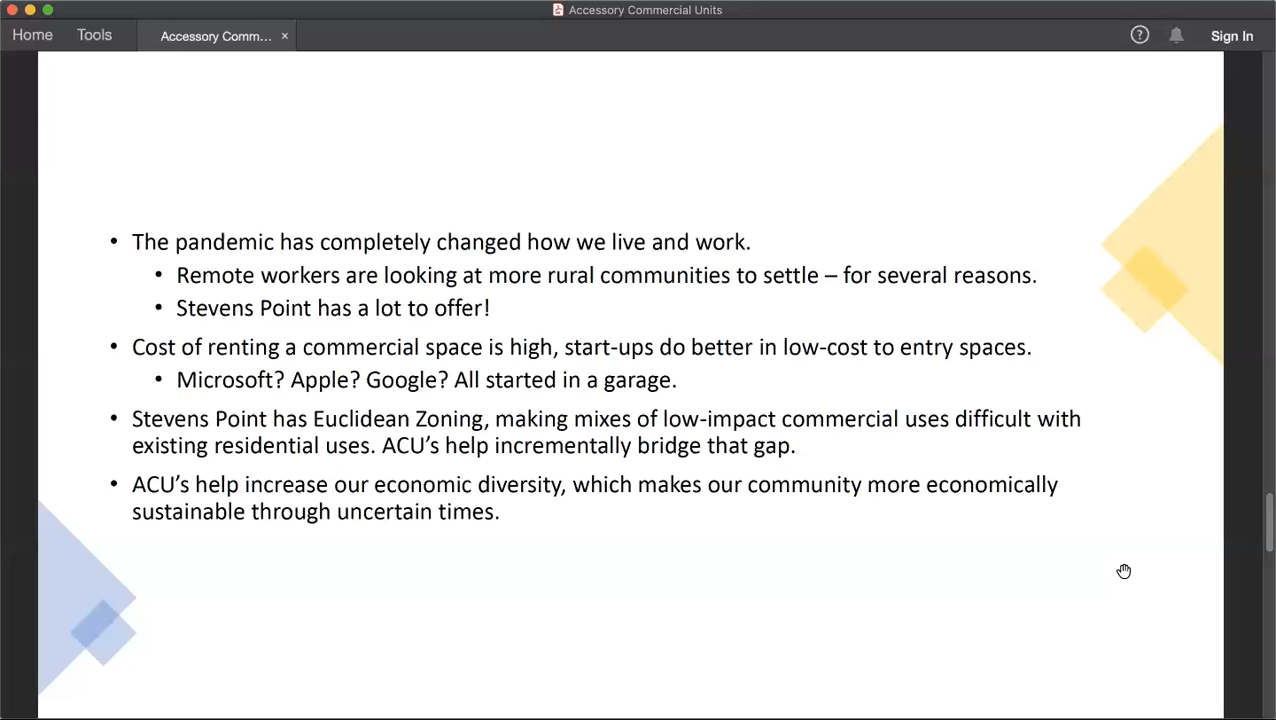 Accessory Commercial Units
Home Tools Accessory Comm... × ? Sign In
• The pandemic has completely changed how we live and work.
• Remote workers are looking at more rural communities to settle – for several reasons.
• Stevens Point has a lot to offer!
• Cost of renting a commercial space is high, start-ups do better in low-cost to entry spaces.
• Microsoft? Apple? Google? All started in a garage.
• Stevens Point has Euclidean Zoning, making mixes of low-impact commercial uses difficult with
existing residential uses. ACU’s help incrementally bridge that gap.
• ACU’s help increase our economic diversity, which makes our community more economically
sustainable through uncertain times.